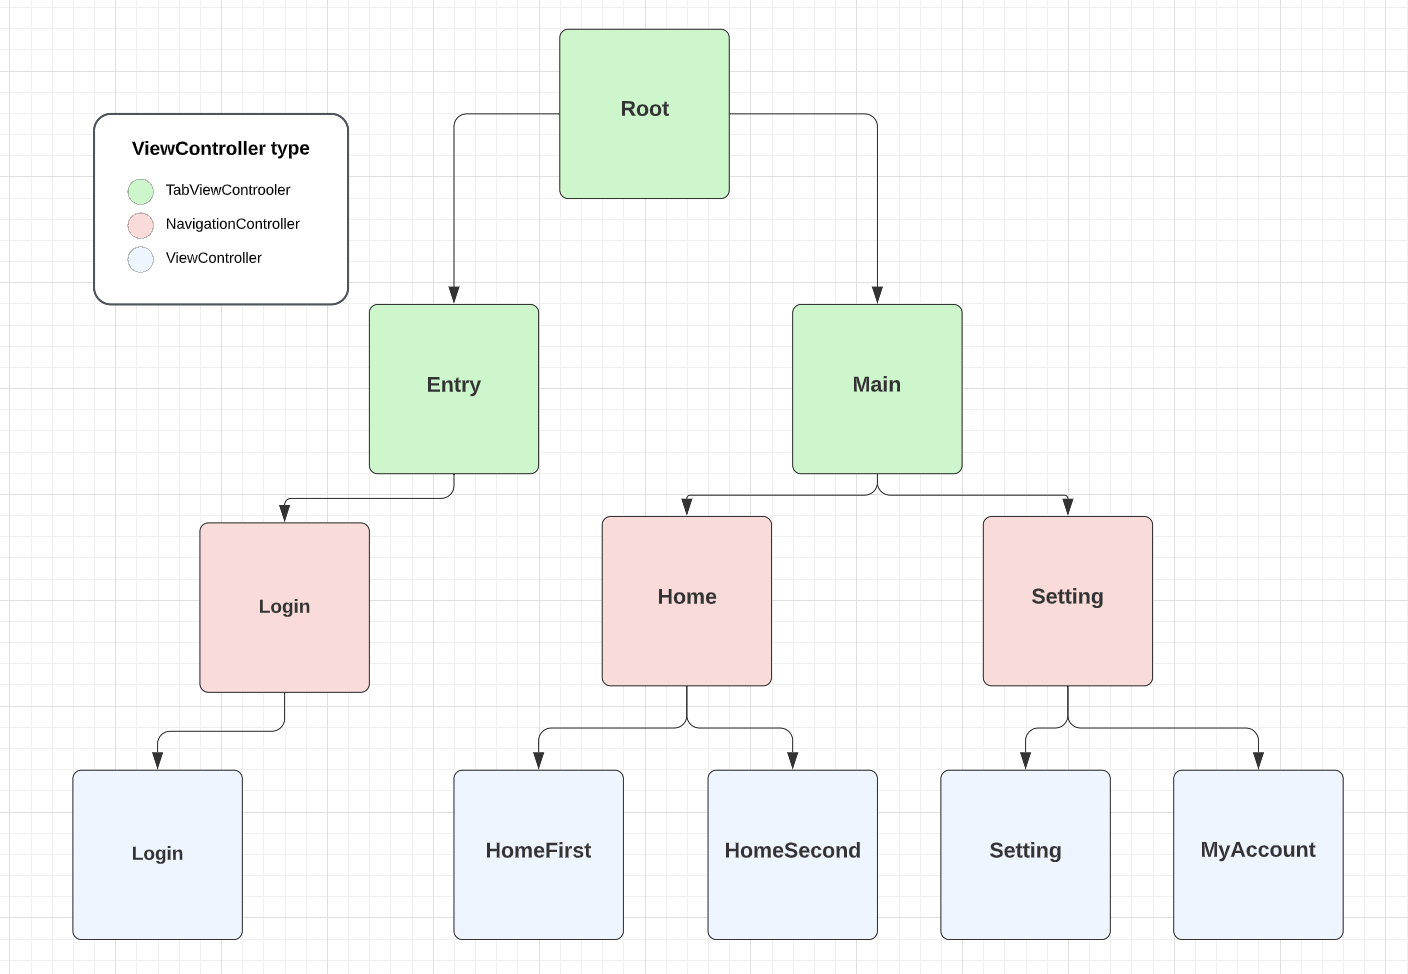 Root
ViewController type
TabViewControoler
NavigationController
ViewController
Entry
Main
Login
Home
Setting
Login
HomeFirst
HomeSecond
Setting
MyAccount